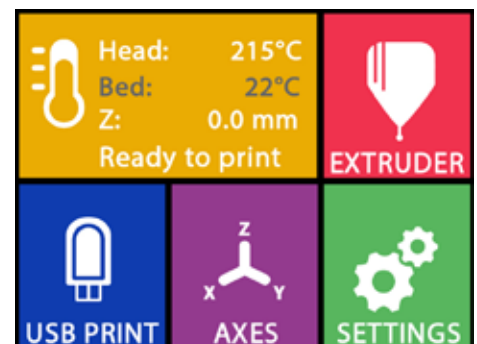 Head: 215°C
Bed: 22°C
Z: 0.0 mm
Ready to print
EXTRUDER
Z
X Y
USB PRINT
AXES
SETTINGS